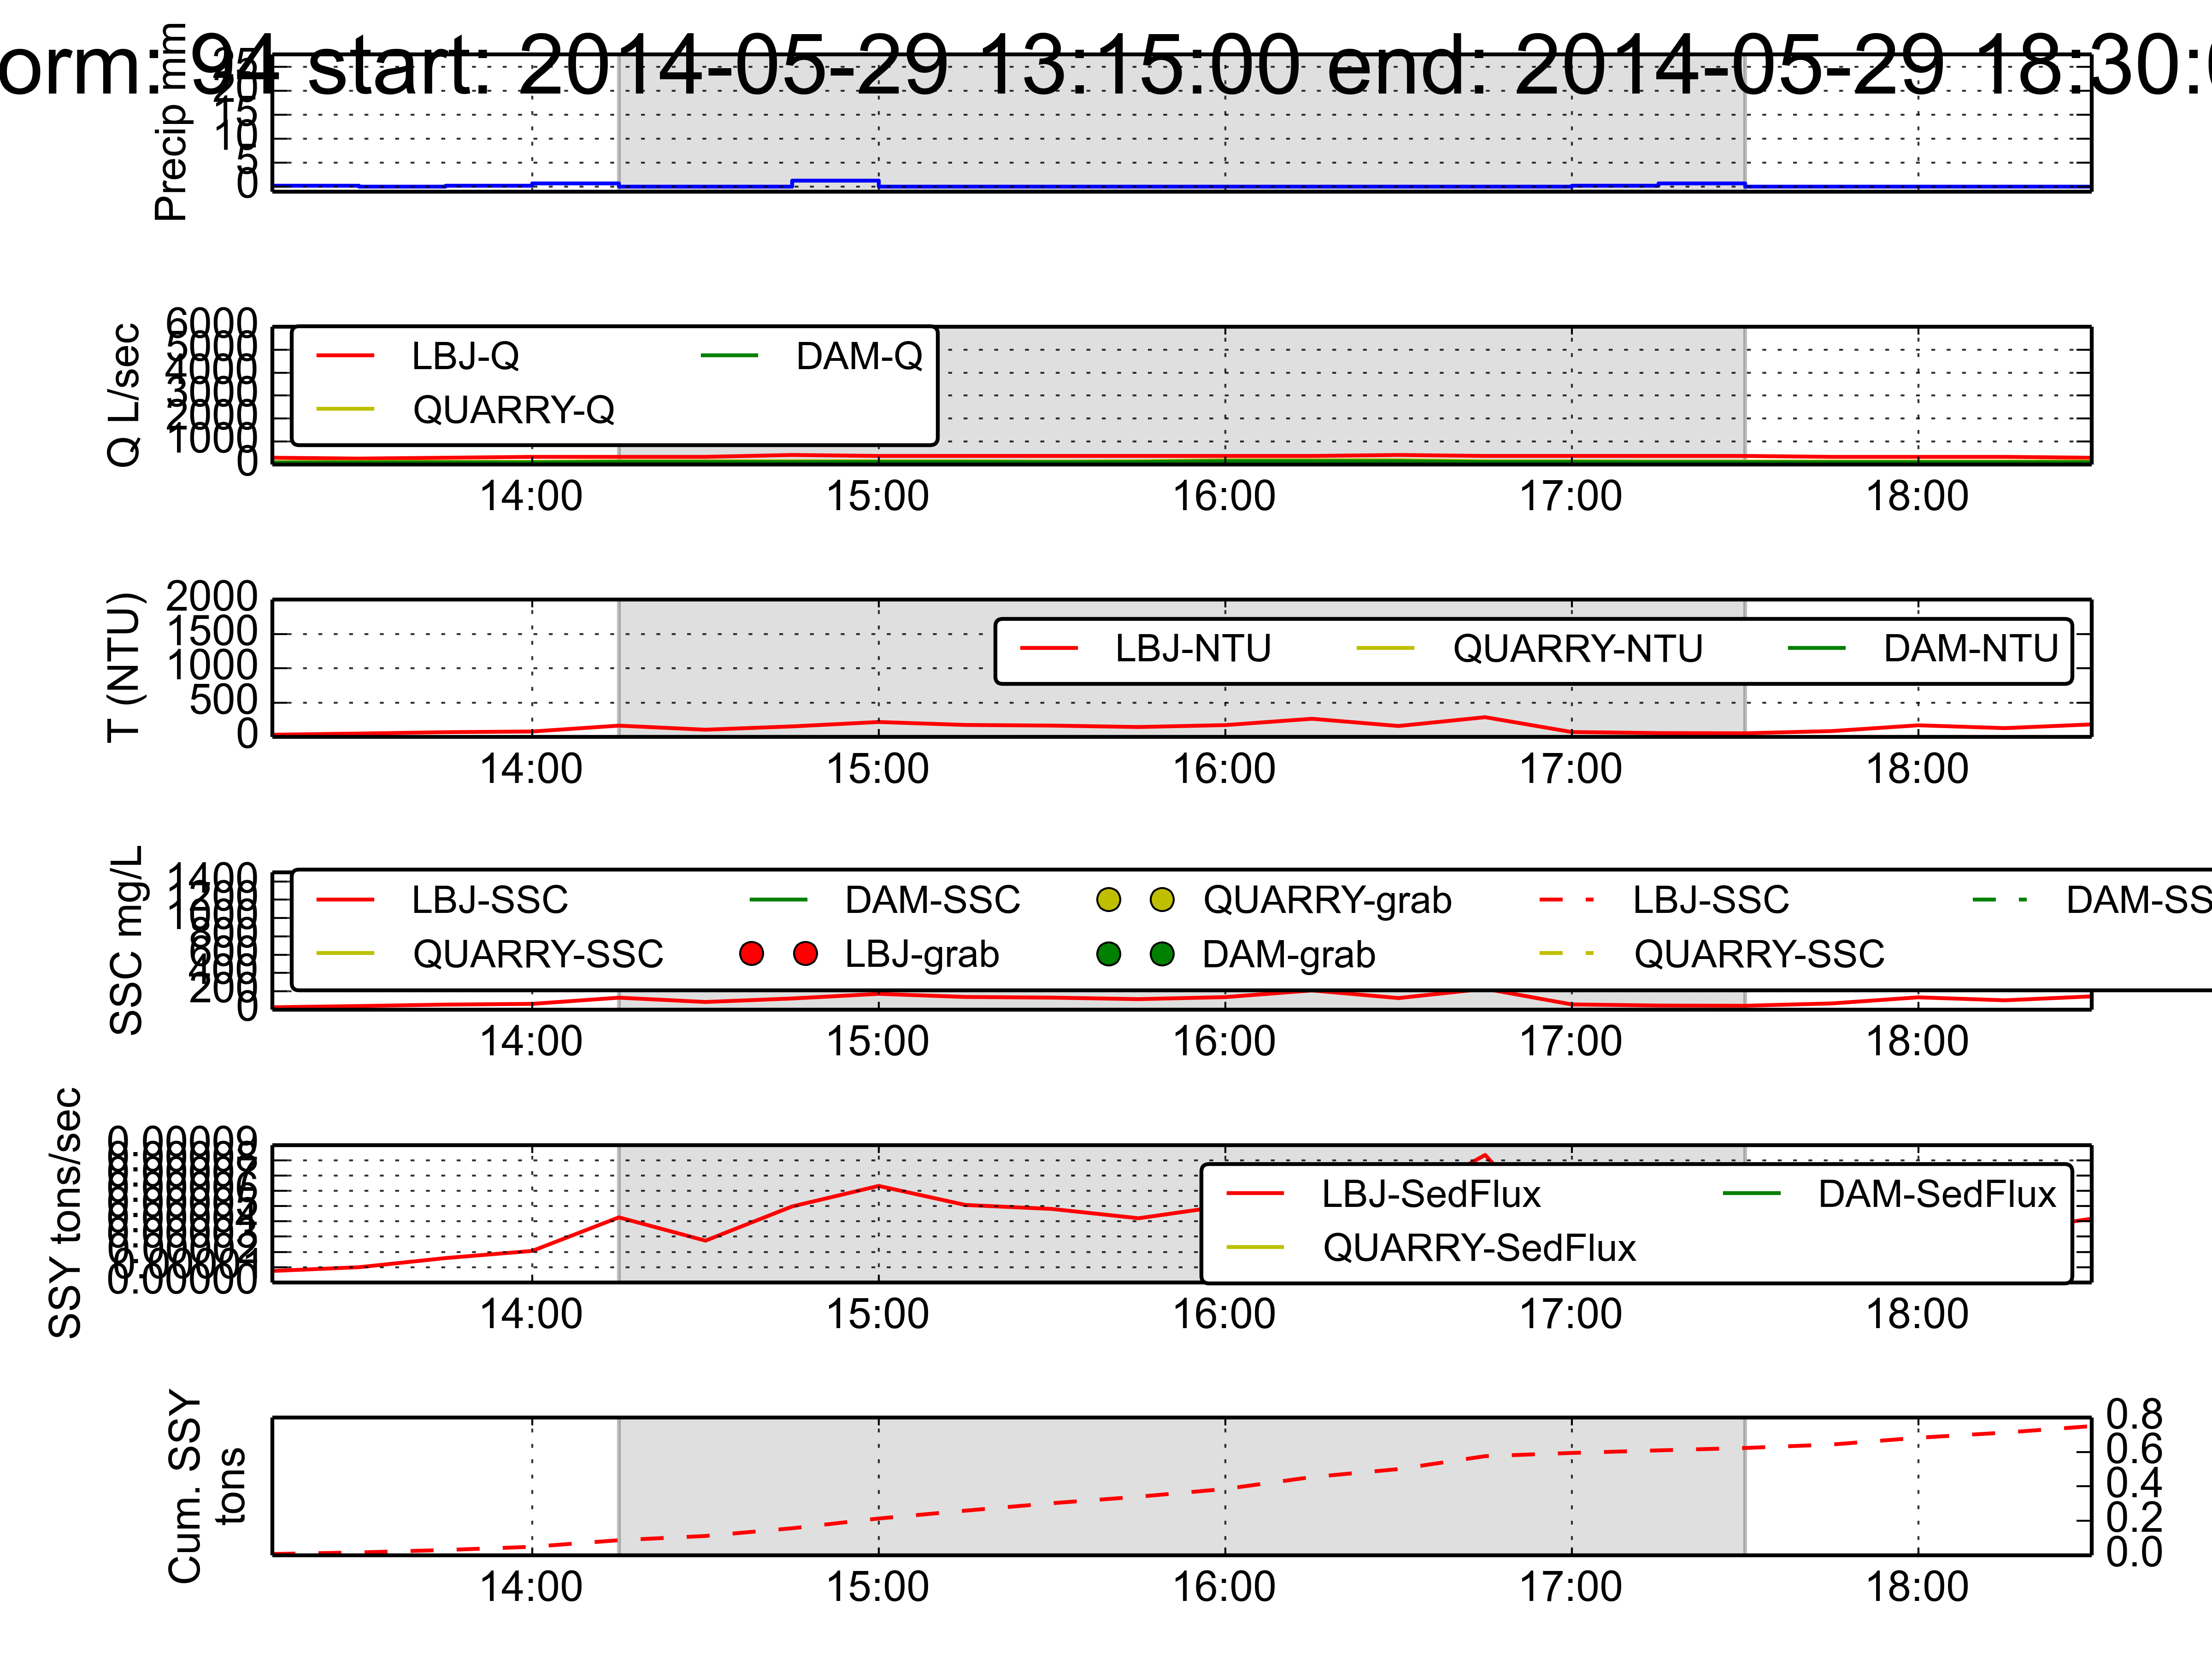 orm: 94 start: 2014-05-29 13:15:00 end: 2014-05-29 18:30:0
Precip mm
25
20
15
10
5
0
Q L/sec
6000
5000
4000
3000
2000
1000
0
LBJ-Q DAM-Q
QUARRY-Q
14:00 15:00 16:00 17:00 18:00
T (NTU)
2000
1500
1000
500
0
LBJ-NTU QUARRY-NTU DAM-NTU
14:00 15:00 16:00 17:00 18:00
SSC mg/L
1400
1200
1000
800
600
400
200
0
LBJ-SSC DAM-SSC QUARRY-grab LBJ-SSC DAM-SS
QUARRY-SSC LBJ-grab DAM-grab QUARRY-SSC
14:00 15:00 16:00 17:00 18:00
SSY tons/sec
0.00009
0.00000
LBJ-SedFlux DAM-SedFlux
QUARRY-SedFlux
14:00 15:00 16:00 17:00 18:00
Cum. SSY
tons
0.8
0.6
0.4
0.2
0.0
14:00 15:00 16:00 17:00 18:00